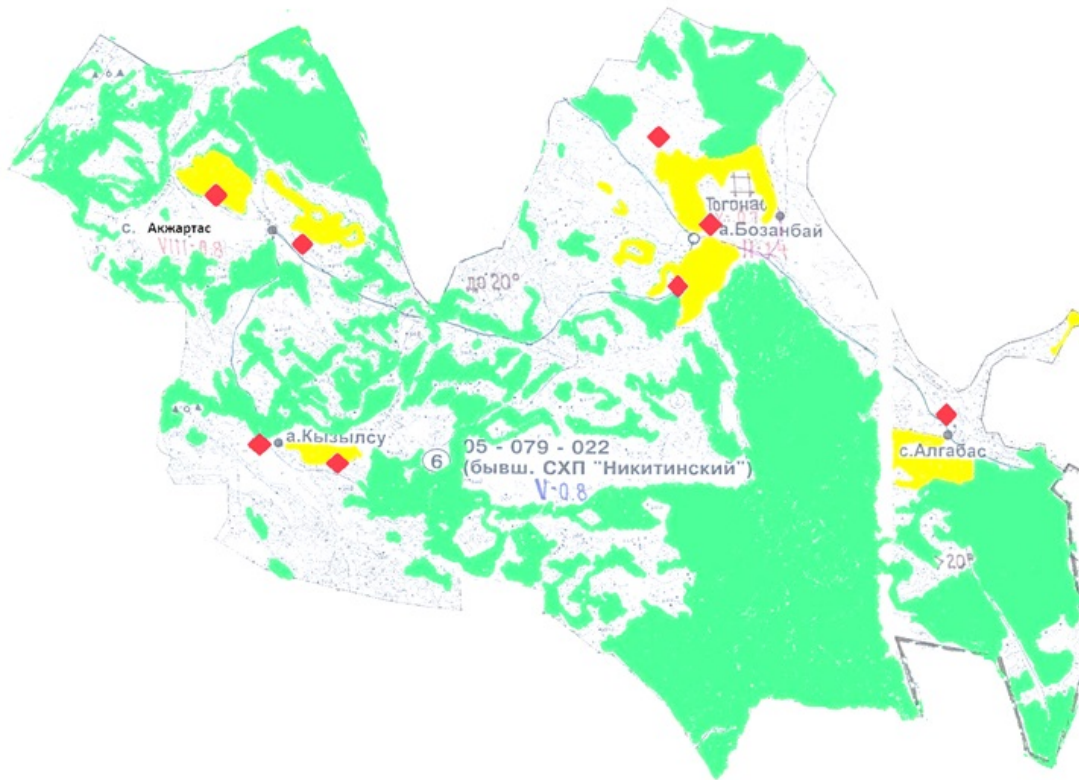 Тогонас
а.Бозанбай
с. Акжартас
VIII-0.8
до 20°
а.Кызылсу
6
05 - 079 - 022
(бывш. СХП "Никитинский")
V-0.8
с.Алгабас
>20°